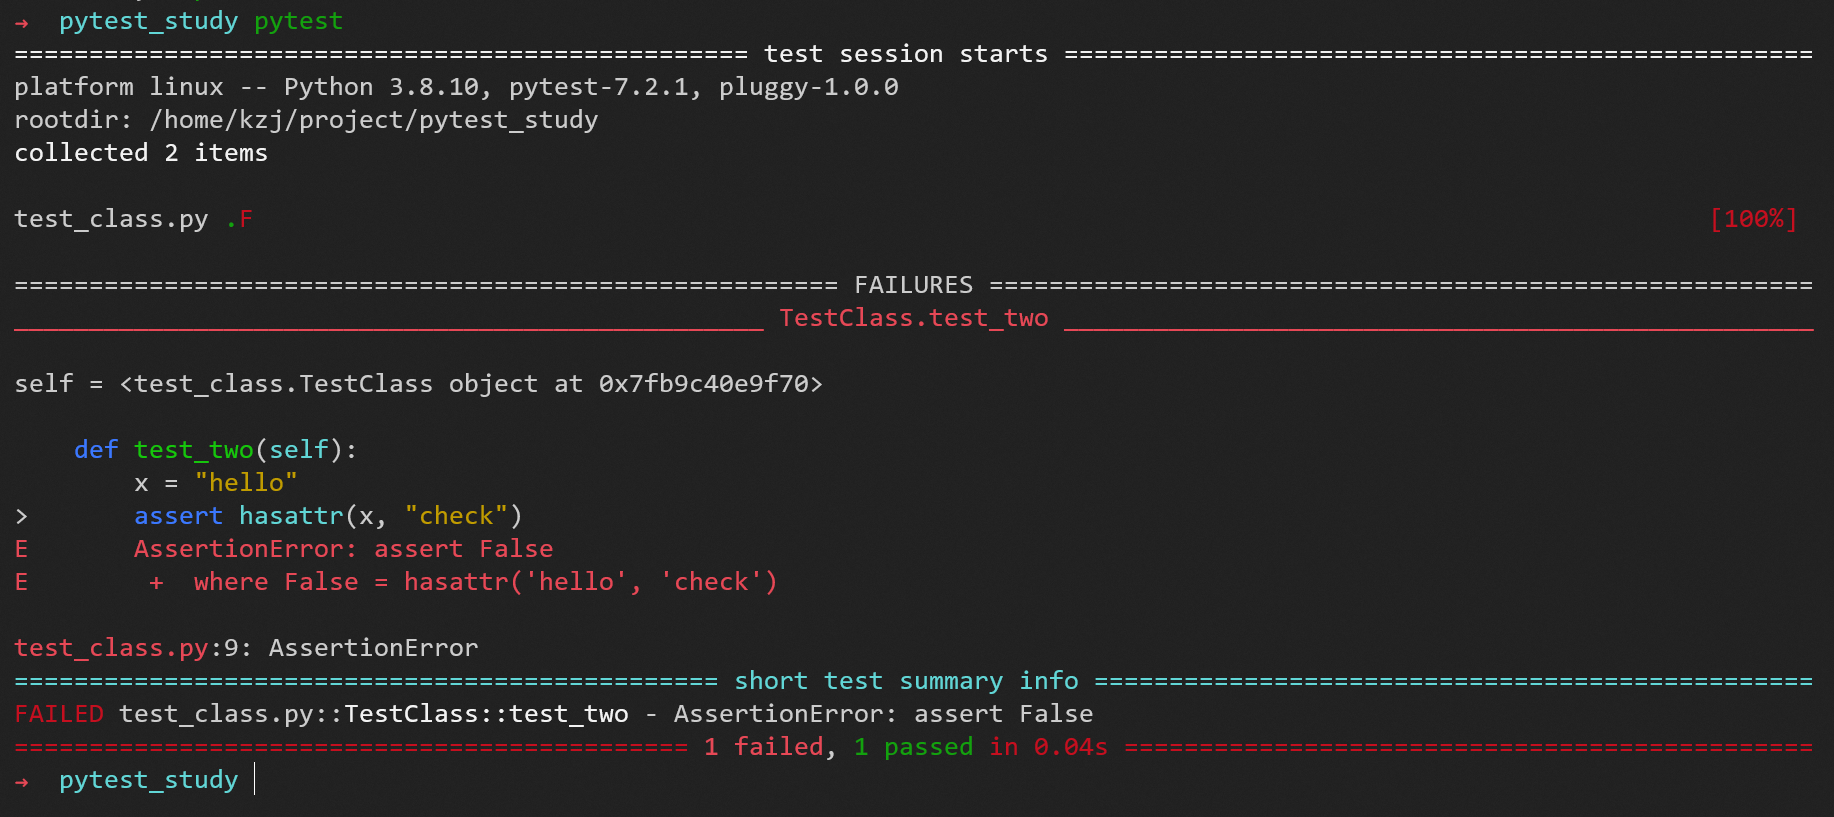 → pytest_study pytest
================================================= test session starts ==================================================
platform linux -- Python 3.8.10, pytest-7.2.1, pluggy-1.0.0
rootdir: /home/kzj/project/pytest_study
collected 2 items
test_class.py .F [100%]
======================================================= FAILURES =======================================================
__________________________________________________ TestClass.test_two __________________________________________________
self = <test_class.TestClass object at 0x7fb9c40e9f70>
    def test_two(self):
        x = "hello"
>       assert hasattr(x, "check")
E       AssertionError: assert False
E        +  where False = hasattr('hello', 'check')
test_class.py:9: AssertionError
=============================================== short test summary info ================================================
FAILED test_class.py::TestClass::test_two - AssertionError: assert False
============================================= 1 failed, 1 passed in 0.04s ==============================================
→ pytest_study